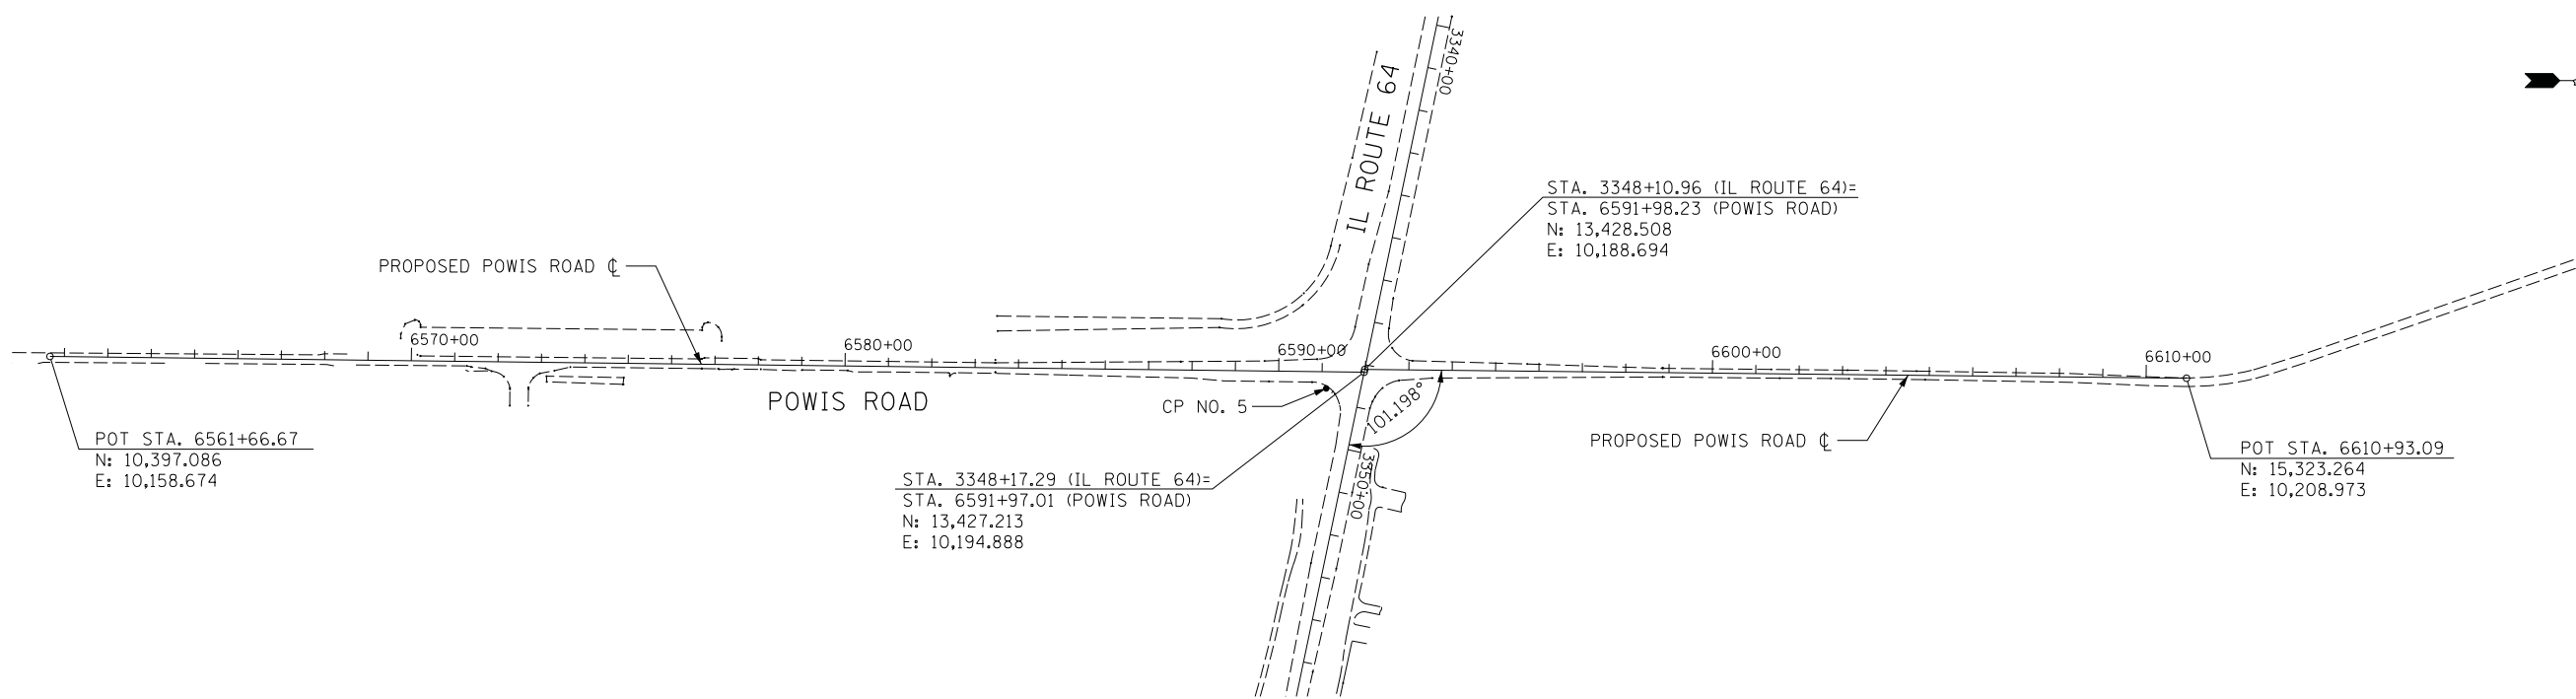 3340+00
IL ROUTE 64
STA. 3348+10.96 (IL ROUTE 64)=
STA. 6591+98.23 (POWIS ROAD)
N: 13,428.508
E: 10,188.694
PROPOSED POWIS ROAD ℄
6570+00
6580+00
6590+00
6600+00
6610+00
POWIS ROAD
CP NO. 5
101.198°
POT STA. 6561+66.67
N: 10,397.086
E: 10,158.674
PROPOSED POWIS ROAD ℄
POT STA. 6610+93.09
N: 15,323.264
E: 10,208.973
STA. 3348+17.29 (IL ROUTE 64)=
STA. 6591+97.01 (POWIS ROAD)
N: 13,427.213
E: 10,194.888
3350+00